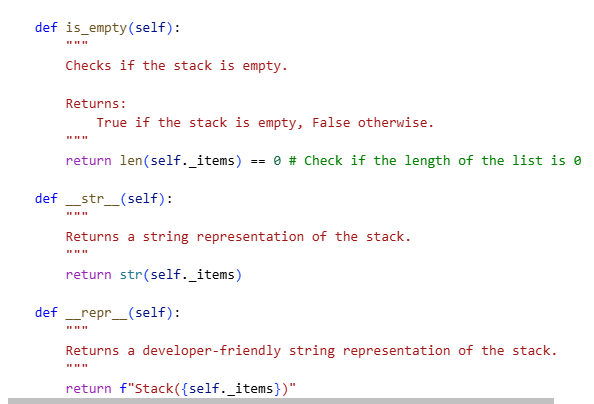 def is_empty(self):
    """
    Checks if the stack is empty.

    Returns:
        True if the stack is empty, False otherwise.
    """
    return len(self._items) == 0 # Check if the length of the list is 0

def __str__(self):
    """
    Returns a string representation of the stack.
    """
    return str(self._items)

def __repr__(self):
    """
    Returns a developer-friendly string representation of the stack.
    """
    return f"Stack({self._items})"